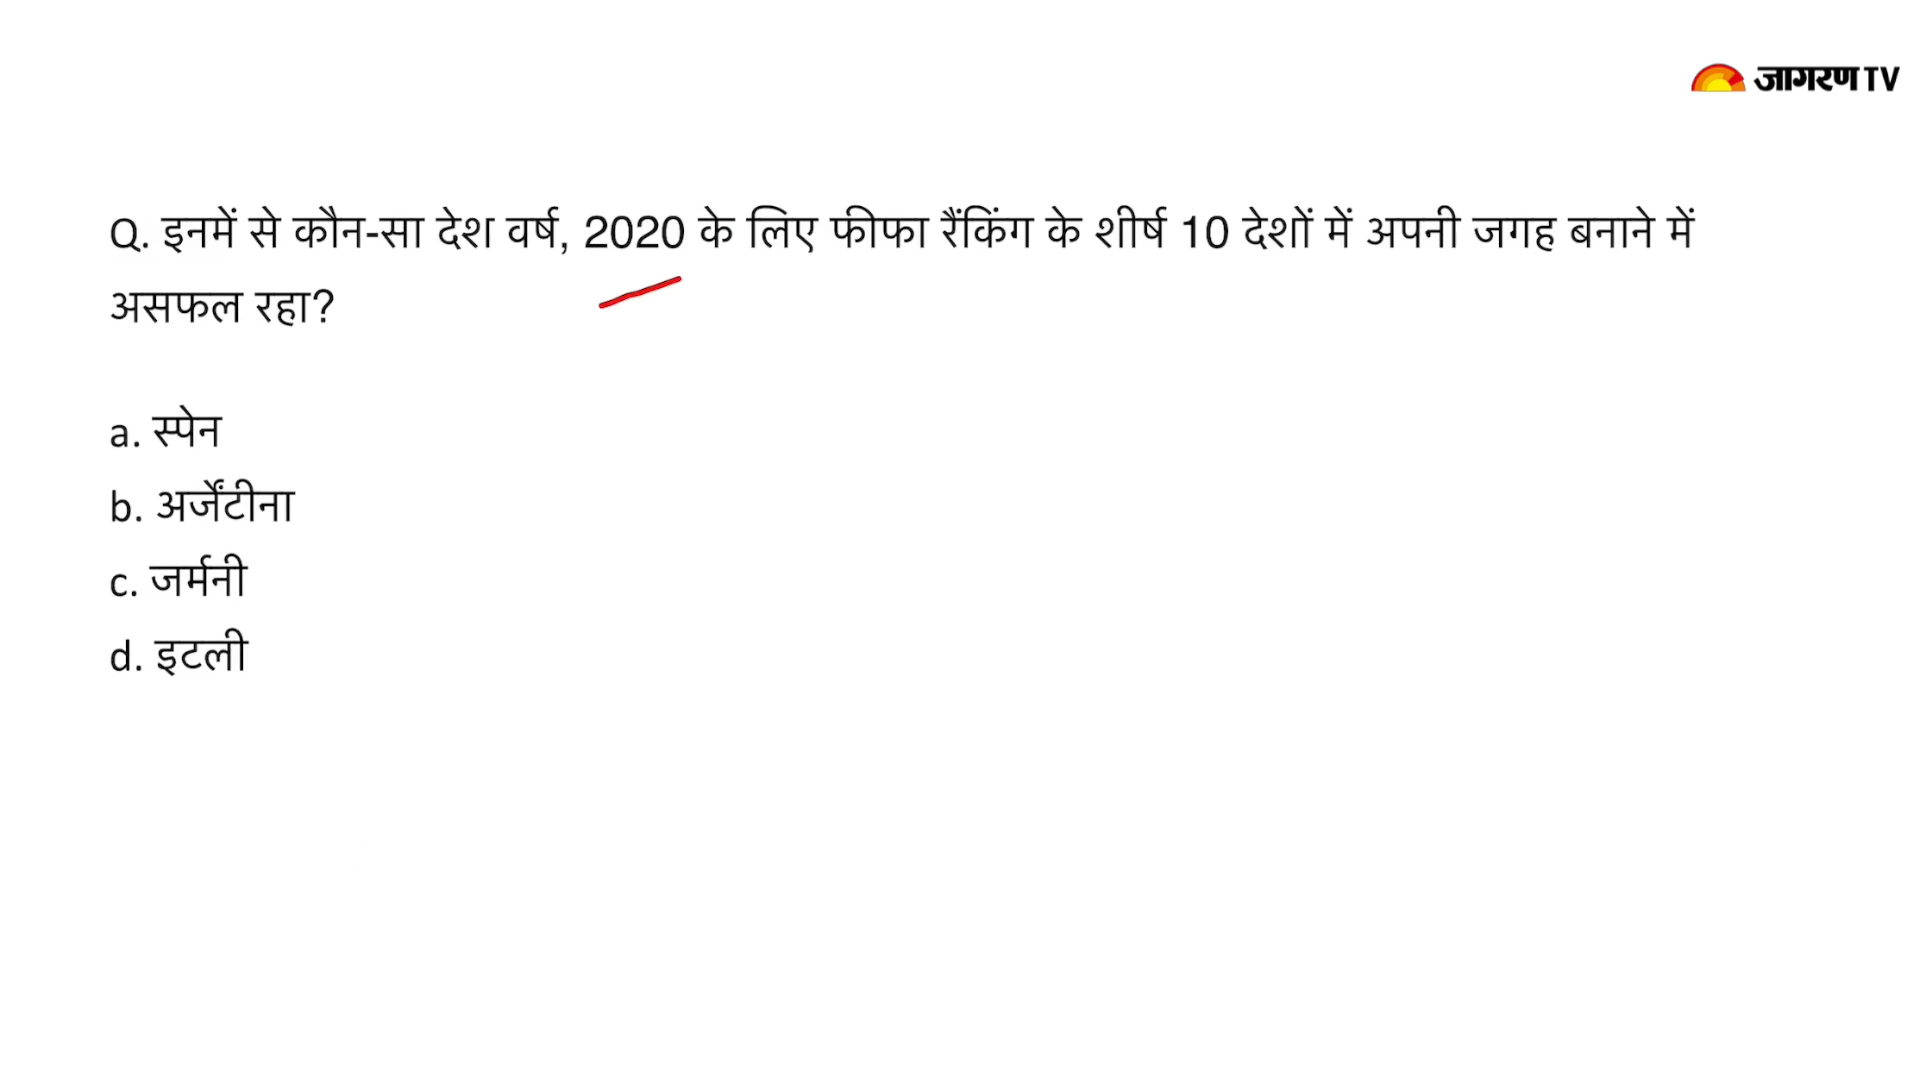 जागरण TV
Q. इनमें से कौन-सा देश वर्ष, 2020 के लिए फीफा रैंकिंग के शीर्ष 10 देशों में अपनी जगह बनाने में
असफल रहा?
a. स्पेन
b. अर्जेंटीना
c. जर्मनी
d. इटली